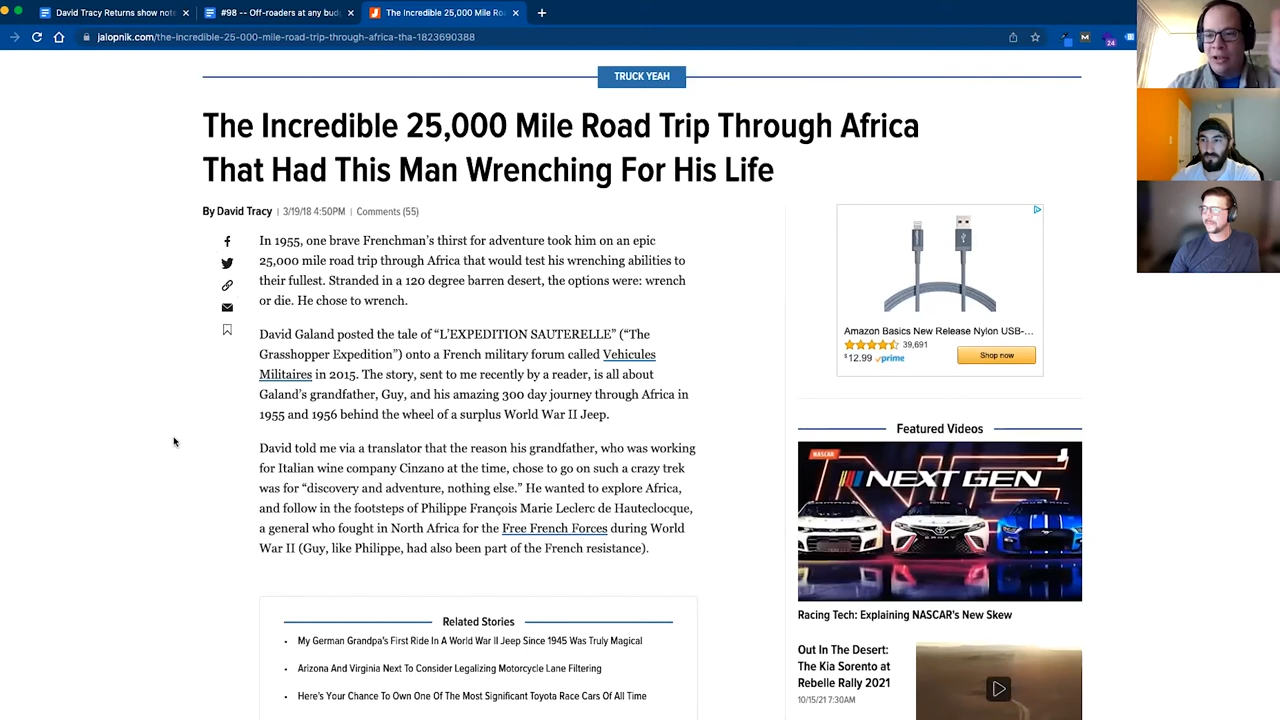 David Tracy Returns show note
#98 -- Off-roaders at any bud
The Incredible 25,000 Mile Roa
jalopnik.com/the-incredible-25-000-mile-road-trip-through-africa-tha-1823690388
24
TRUCK YEAH
The Incredible 25,000 Mile Road Trip Through Africa
That Had This Man Wrenching For His Life
By David Tracy | 3/19/18 4:50PM | Comments (55)
In 1955, one brave Frenchman’s thirst for adventure took him on an epic
25,000 mile road trip through Africa that would test his wrenching abilities to
their fullest. Stranded in a 120 degree barren desert, the options were: wrench
or die. He chose to wrench.
David Galand posted the tale of “L’EXPEDITION SAUTERELLE” (“The
Grasshopper Expedition”) onto a French military forum called Vehicules
Militaires in 2015. The story, sent to me recently by a reader, is all about
Galand’s grandfather, Guy, and his amazing 300 day journey through Africa in
1955 and 1956 behind the wheel of a surplus World War II Jeep.
David told me via a translator that the reason his grandfather, who was working
for Italian wine company Cinzano at the time, chose to go on such a crazy trek
was for “discovery and adventure, nothing else.” He wanted to explore Africa,
and follow in the footsteps of Philippe François Marie Leclerc de Hauteclocque,
a general who fought in North Africa for the Free French Forces during World
War II (Guy, like Philippe, had also been part of the French resistance).
Related Stories
• My German Grandpa's First Ride In A World War II Jeep Since 1945 Was Truly Magical
• Arizona And Virginia Next To Consider Legalizing Motorcycle Lane Filtering
• Here's Your Chance To Own One Of The Most Significant Toyota Race Cars Of All Time
Amazon Basics New Release Nylon USB-...
39,691
$12.99 prime
Shop now
Featured Videos
NASCAR
NEXT GEN
Racing Tech: Explaining NASCAR's New Skew
Out In The Desert:
The Kia Sorento at
Rebelle Rally 2021
10/15/21 7:30AM